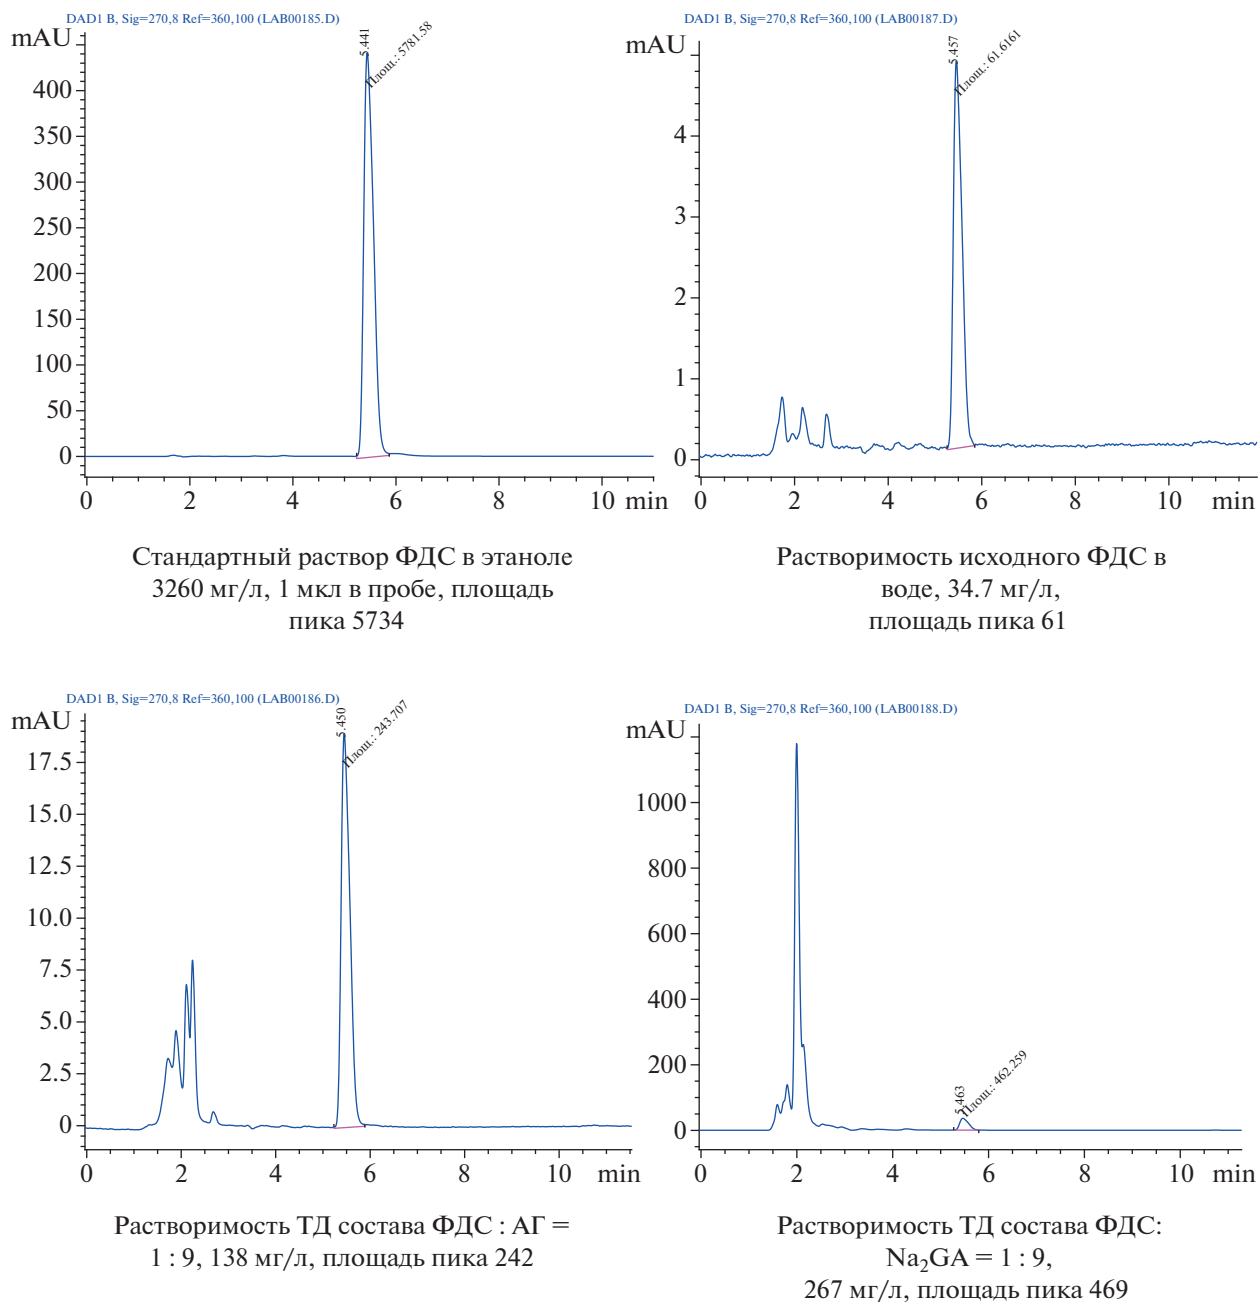 DAD1 B, Sig=270,8 Ref=360,100 (LAB00185.D)
mAU
400
350
300
250
200
150
100
50
0
5.441
Площ.: 5781.58
0 2 4 6 8 10 min
Стандартный раствор ФДС в этаноле
3260 мг/л, 1 мкл в пробе, площадь
пика 5734
DAD1 B, Sig=270,8 Ref=360,100 (LAB00187.D)
mAU
4
3
2
1
0
5.457
Площ.: 61.6161
0 2 4 6 8 10 min
Растворимость исходного ФДС в
воде, 34.7 мг/л,
площадь пика 61
DAD1 B, Sig=270,8 Ref=360,100 (LAB00186.D)
mAU
17.5
15.0
12.5
10.0
7.5
5.0
2.5
0
5.450
Площ.: 243.707
0 2 4 6 8 10 min
Растворимость ТД состава ФДС : АГ =
1 : 9, 138 мг/л, площадь пика 242
DAD1 B, Sig=270,8 Ref=360,100 (LAB00188.D)
mAU
1000
800
600
400
200
0
5.463
Площ.: 462.259
0 2 4 6 8 10 min
Растворимость ТД состава ФДС:
Na₂GA = 1 : 9,
267 мг/л, площадь пика 469